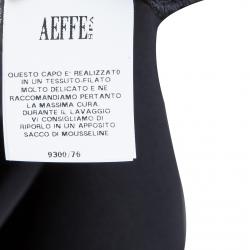 AEFFE SPA
QUESTO CAPO E' REALIZZATO
IN UN TESSUTO-FILATO
MOLTO DELICATO E NE
RACCOMANDIAMO PERTANTO
LA MASSIMA CURA.
DURANTE IL LAVAGGIO
VI CONSIGLIAMO DI
RIPORLO IN UN APPOSITO
SACCO DI MOUSSELINE
9300/76